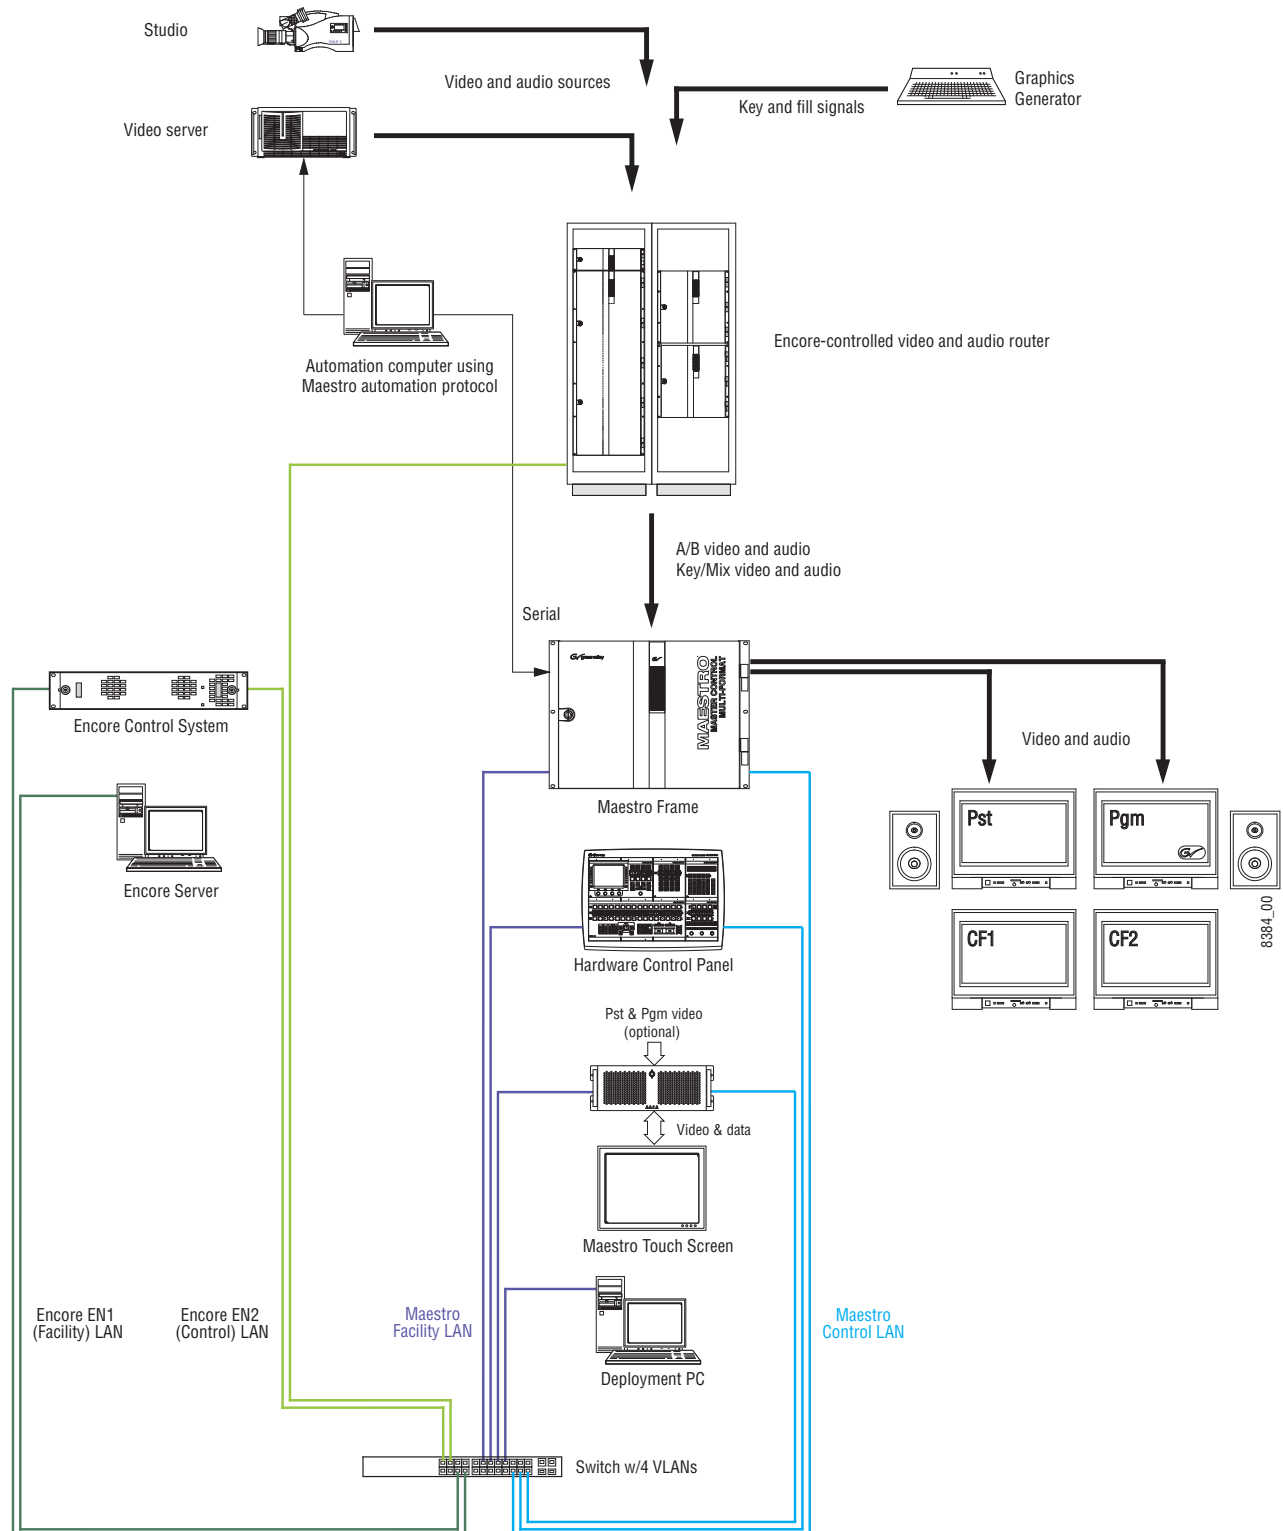 Studio
Video and audio sources
Graphics
Generator
Key and fill signals
Video server
Encore-controlled video and audio router
Automation computer using
Maestro automation protocol
A/B video and audio
Key/Mix video and audio
Serial
MAESTRO
MASTER CONTROL
MULTI-FORMAT
Encore Control System
Video and audio
Maestro Frame
Pst
Pgm
Encore Server
8384_00
CF1
CF2
Hardware Control Panel
Pst & Pgm video
(optional)
Video & data
Maestro Touch Screen
Encore EN1
(Facility) LAN
Encore EN2
(Control) LAN
Maestro
Facility LAN
Maestro
Control LAN
Deployment PC
Switch w/4 VLANs